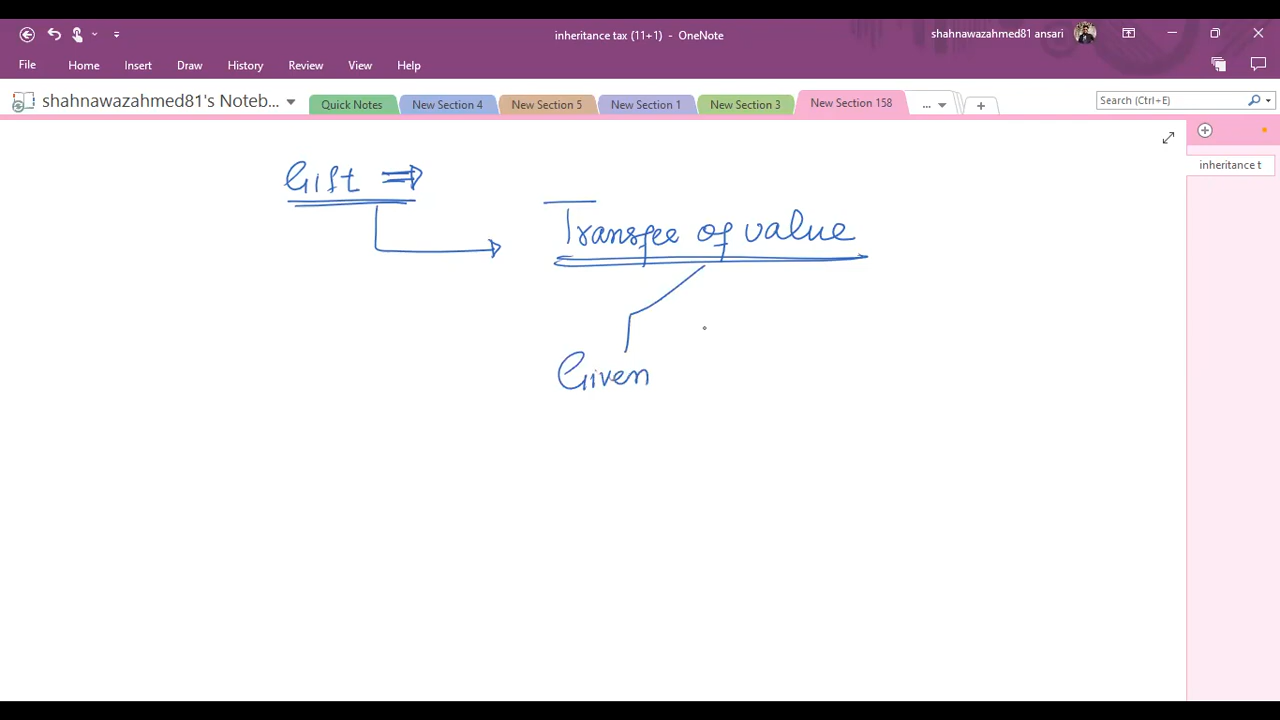 inheritance tax (11+1) - OneNote
shahnawazahmed81 ansari
File Home Insert Draw History Review View Help
shahnawazahmed81's Noteb... Quick Notes New Section 4 New Section 5 New Section 1 New Section 3 New Section 158 ... Search (Ctrl+E)
inheritance t
Gift ⇒
Transfee of value
Given